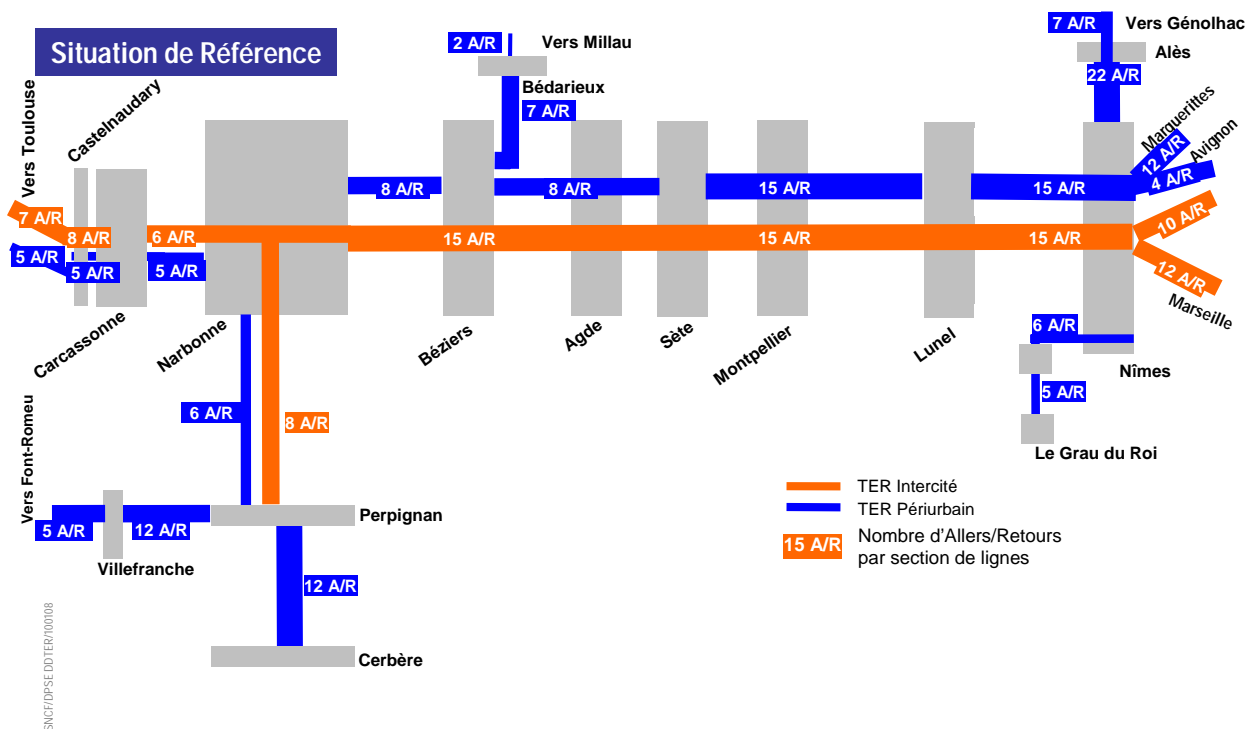 Situation de Référence
2 A/R
Vers Millau
Bédarieux
7 A/R
7 A/R
Vers Génolhac
Alès
22 A/R
Marguerittes
12 A/R
Avignon
4 A/R
Vers Toulouse
Castelnaudary
8 A/R
8 A/R
15 A/R
15 A/R
7 A/R
8 A/R
6 A/R
15 A/R
15 A/R
15 A/R
10 A/R
5 A/R
5 A/R
5 A/R
12 A/R
Marseille
Carcassonne
Narbonne
Béziers
Agde
Sète
Montpellier
Lunel
6 A/R
Nîmes
5 A/R
Le Grau du Roi
6 A/R
8 A/R
Vers Font-Romeu
5 A/R
12 A/R
Villefranche
Perpignan
12 A/R
Cerbère
TER Intercité
TER Périurbain
15 A/R
Nombre d'Allers/Retours
par section de lignes
SNCF/DPSE DDTER/100108